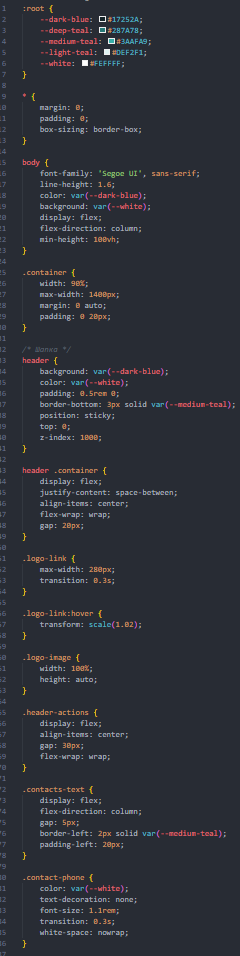 :root {
--dark-blue: #17252A;
--deep-teal: #2B7A78;
--medium-teal: #3AAFA9;
--light-teal: #DEF2F1;
--white: #FEFFFF;
}
* {
margin: 0;
padding: 0;
box-sizing: border-box;
}
body {
font-family: 'Segoe UI', sans-serif;
line-height: 1.6;
color: var(--dark-blue);
background: var(--white);
display: flex;
flex-direction: column;
min-height: 100vh;
}
.container {
width: 90%;
max-width: 1400px;
margin: 0 auto;
padding: 0 20px;
}
/* Шапка */
header {
background: var(--dark-blue);
color: var(--white);
padding: 0.5rem 0;
border-bottom: 3px solid var(--medium-teal);
position: sticky;
top: 0;
z-index: 1000;
}
header .container {
display: flex;
justify-content: space-between;
align-items: center;
flex-wrap: wrap;
gap: 20px;
}
.logo-link {
max-width: 280px;
transition: 0.3s;
}
.logo-link:hover {
transform: scale(1.02);
}
.logo-image {
width: 100%;
height: auto;
}
.header-actions {
display: flex;
align-items: center;
gap: 30px;
flex-wrap: wrap;
}
.contacts-text {
display: flex;
flex-direction: column;
gap: 5px;
border-left: 2px solid var(--medium-teal);
padding-left: 20px;
}
.contact-phone {
color: var(--white);
text-decoration: none;
font-size: 1.1rem;
transition: 0.3s;
white-space: nowrap;
}